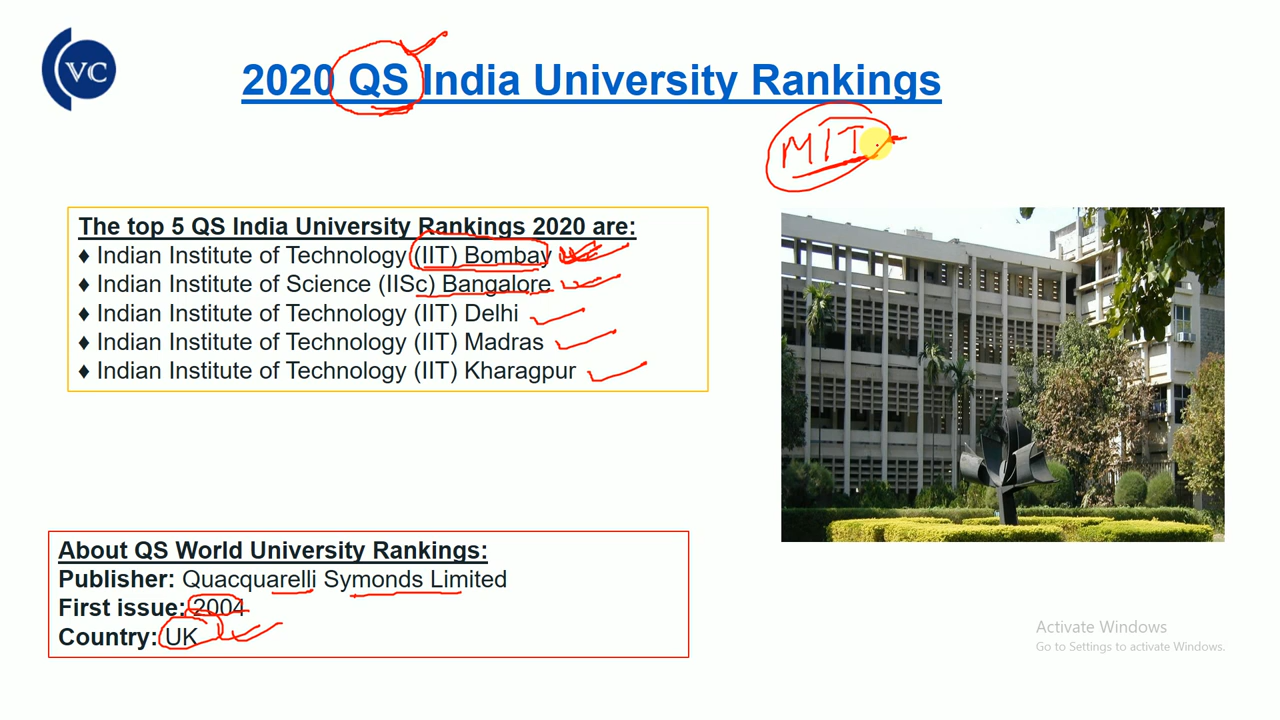 VC
2020 QS India University Rankings
MIT
The top 5 QS India University Rankings 2020 are:
♦ Indian Institute of Technology (IIT) Bombay
♦ Indian Institute of Science (IISc) Bangalore
♦ Indian Institute of Technology (IIT) Delhi
♦ Indian Institute of Technology (IIT) Madras
♦ Indian Institute of Technology (IIT) Kharagpur
About QS World University Rankings:
Publisher: Quacquarelli Symonds Limited
First issue: 2004
Country: UK
Activate Windows
Go to Settings to activate Windows.